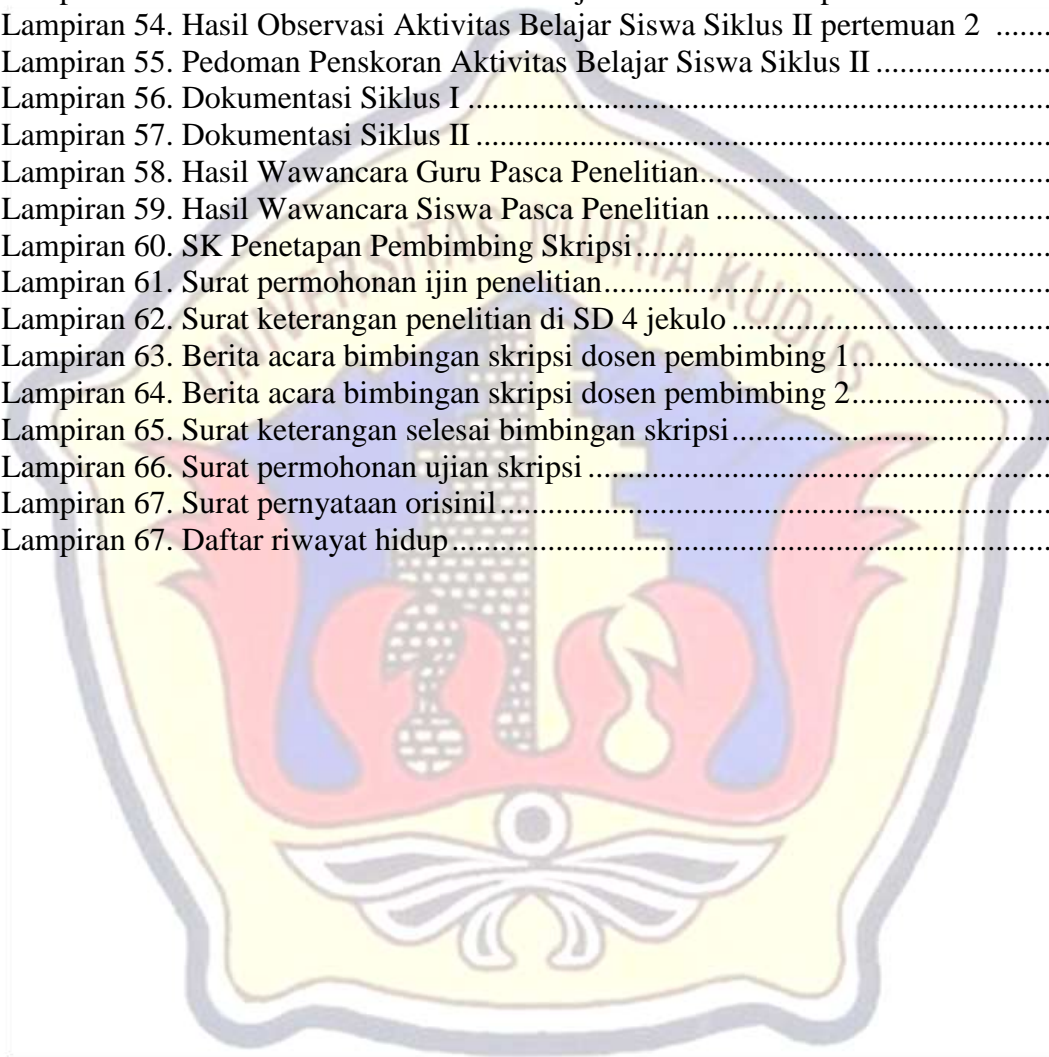 Lampiran 54. Hasil Observasi Aktivitas Belajar Siswa Siklus II pertemuan 2 .......
Lampiran 55. Pedoman Penskoran Aktivitas Belajar Siswa Siklus II ..............................
Lampiran 56. Dokumentasi Siklus I ..............................................................................
Lampiran 57. Dokumentasi Siklus II .............................................................................
Lampiran 58. Hasil Wawancara Guru Pasca Penelitian..............................................
Lampiran 59. Hasil Wawancara Siswa Pasca Penelitian ............................................
Lampiran 60. SK Penetapan Pembimbing Skripsi.......................................................
Lampiran 61. Surat permohonan ijin penelitian............................................................
Lampiran 62. Surat keterangan penelitian di SD 4 jekulo ..........................................
Lampiran 63. Berita acara bimbingan skripsi dosen pembimbing 1..........................
Lampiran 64. Berita acara bimbingan skripsi dosen pembimbing 2..........................
Lampiran 65. Surat keterangan selesai bimbingan skripsi..........................................
Lampiran 66. Surat permohonan ujian skripsi ..............................................................
Lampiran 67. Surat pernyataan orisinil..........................................................................
Lampiran 67. Daftar riwayat hidup................................................................................
UNIVERSITAS MURIA KUDUS